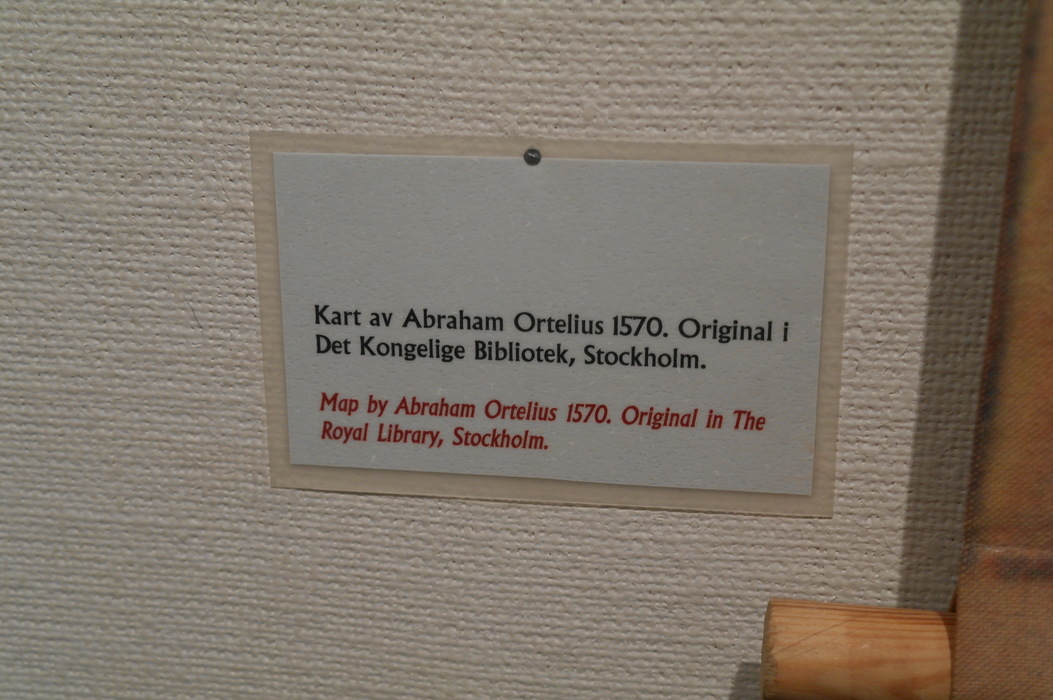 Kart av Abraham Ortelius 1570. Original i
Det Kongelige Bibliotek, Stockholm.
Map by Abraham Ortelius 1570. Original in The
Royal Library, Stockholm.